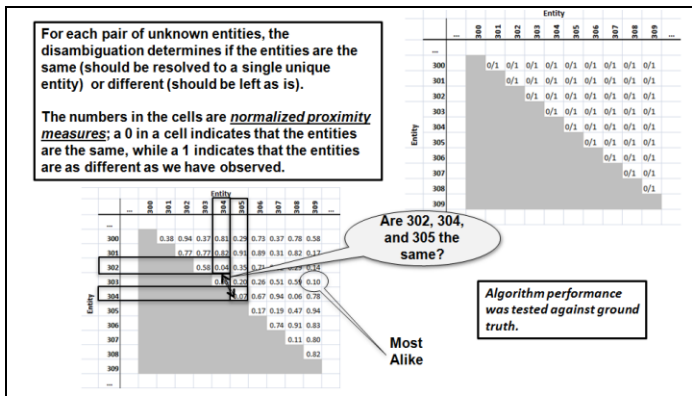 For each pair of unknown entities, the
disambiguation determines if the entities are the
same (should be resolved to a single unique
entity) or different (should be left as is).
The numbers in the cells are normalized proximity
measures; a 0 in a cell indicates that the entities
are the same, while a 1 indicates that the entities
are as different as we have observed.
Entity
... 300 301 302 303 304 305 306 307 308 309 ...
...
300 0/1 0/1 0/1 0/1 0/1 0/1 0/1 0/1 0/1
301 0/1 0/1 0/1 0/1 0/1 0/1 0/1 0/1
302 0/1 0/1 0/1 0/1 0/1 0/1 0/1
303 0/1 0/1 0/1 0/1 0/1 0/1
304 0/1 0/1 0/1 0/1 0/1
305 0/1 0/1 0/1 0/1
306 0/1 0/1 0/1
307 0/1 0/1
308 0/1
309
Entity
Entity
... 300 301 302 303 304 305 306 307 308 309 ...
...
300 0.38 0.94 0.37 0.81 0.29 0.73 0.37 0.78 0.58
301 0.77 0.77 0.82 0.91 0.89 0.31 0.82 0.17
302 0.58 0.04 0.35 0.29 0.14
303 0.20 0.26 0.51 0.59 0.10
304 0.67 0.94 0.06 0.78
305 0.17 0.19 0.47 0.94
306 0.74 0.91 0.83
307 0.11 0.80
308 0.82
309
...
Entity
Are 302, 304,
and 305 the
same?
Most
Alike
Algorithm performance
was tested against ground
truth.